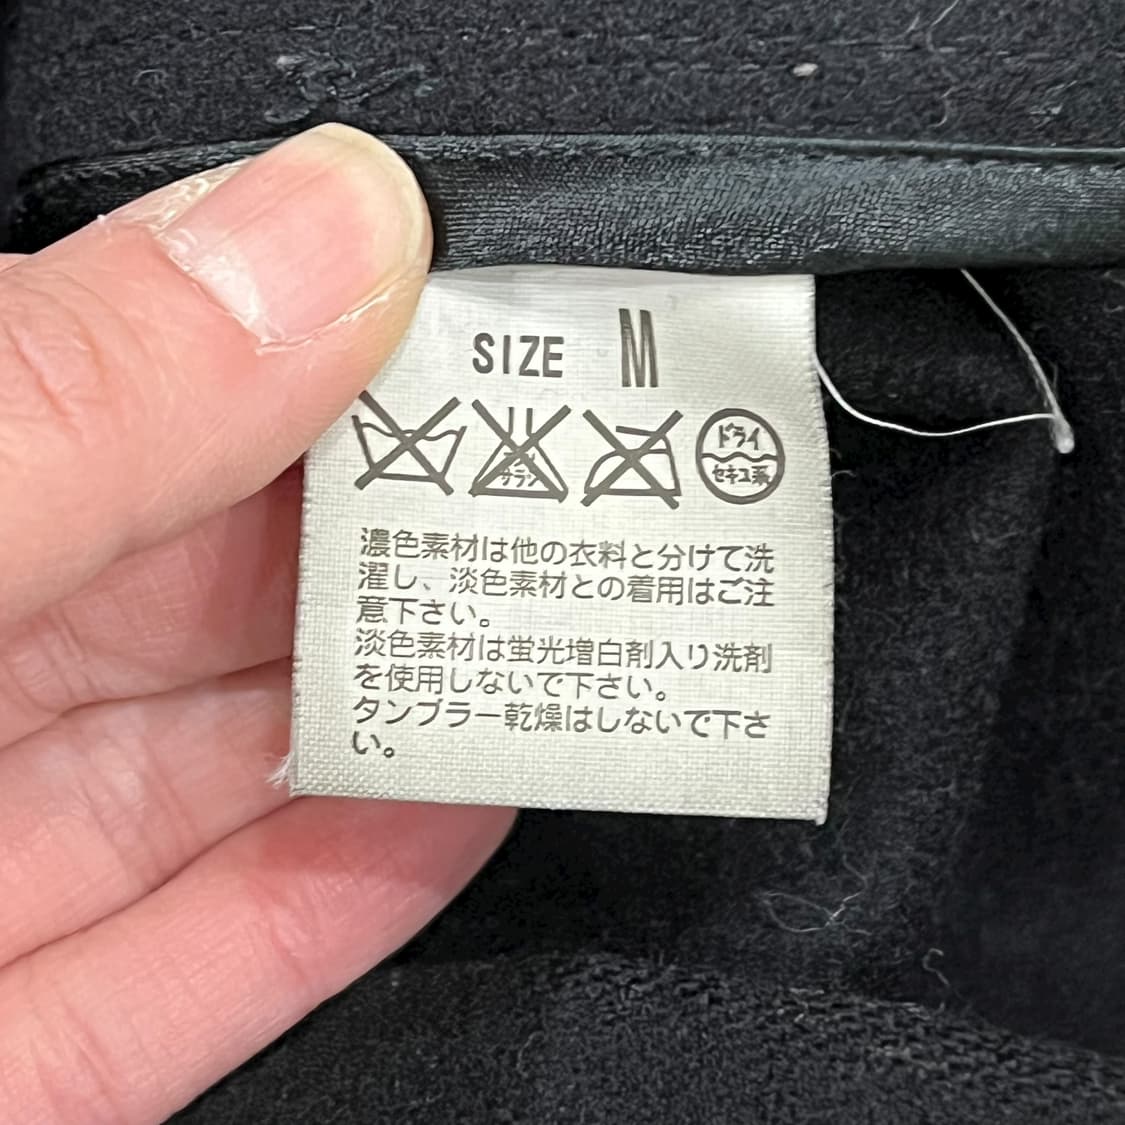 SIZE M
ドライ
サラシ
セキユ系
濃色素材は他の衣料と分けて洗
濯し、淡色素材との着用はご注
意下さい。
淡色素材は蛍光増白剤入り洗剤
を使用しないで下さい。
タンブラー乾燥はしないで下さ
い。